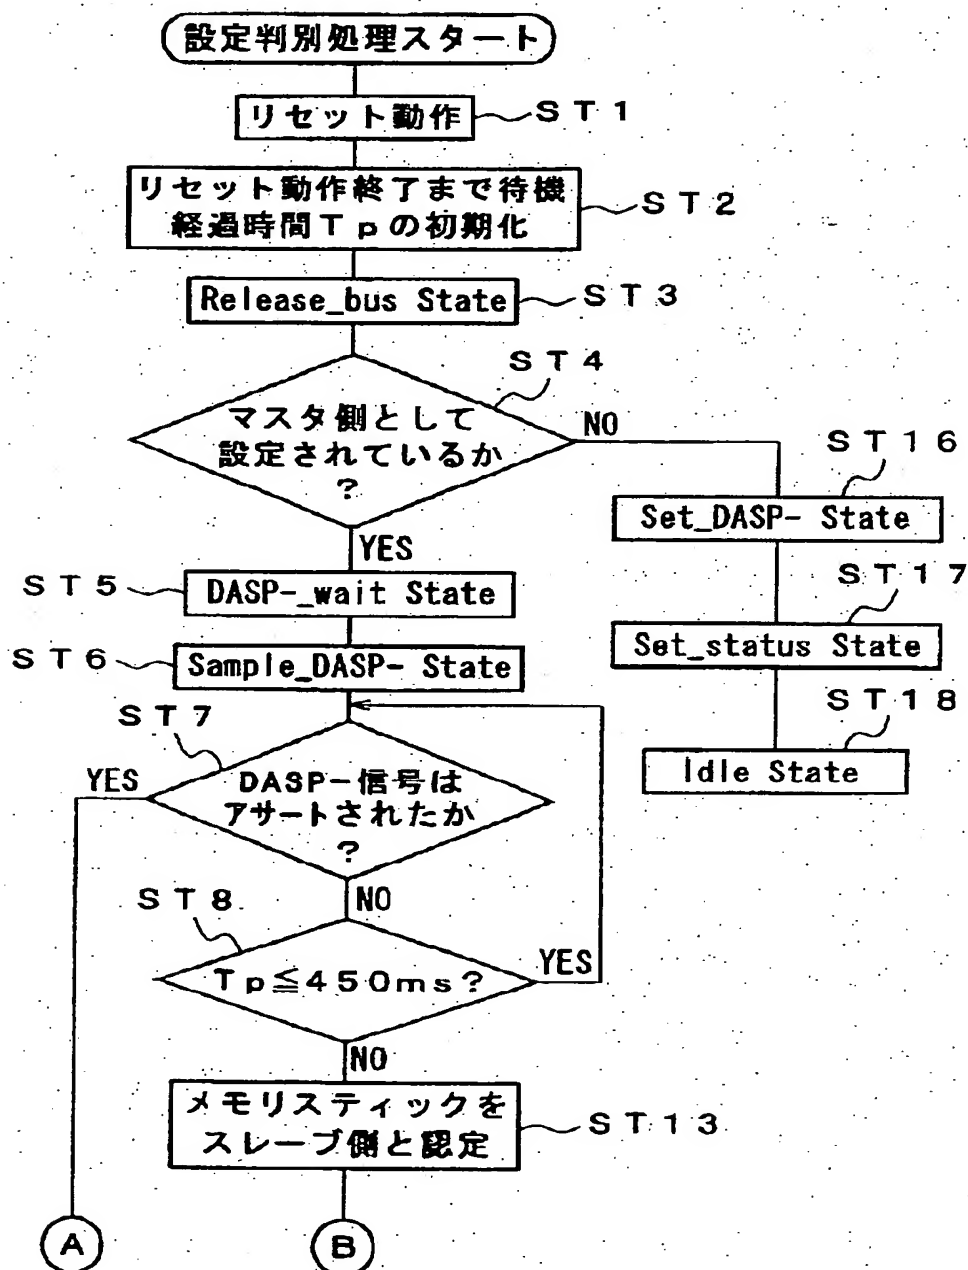 設定判別処理スタート
リセット動作
ST1
リセット動作終了まで待機
経過時間Tpの初期化
ST2
Release_bus State
ST3
ST4
マスタ側として
設定されているか
?
NO
YES
ST16
Set_DASP- State
ST5
DASP-_wait State
ST17
Set_status State
ST6
Sample_DASP- State
ST18
Idle State
ST7
YES
DASP-信号は
アサートされたか
?
NO
ST8
Tp≦450ms?
YES
NO
メモリスティックを
スレーブ側と認定
ST13
A
B